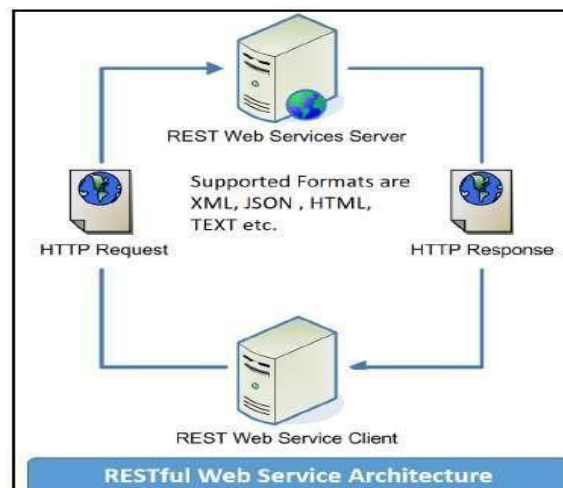 REST Web Services Server
Supported Formats are
XML, JSON , HTML,
TEXT etc.
HTTP Request
HTTP Response
REST Web Service Client
RESTful Web Service Architecture